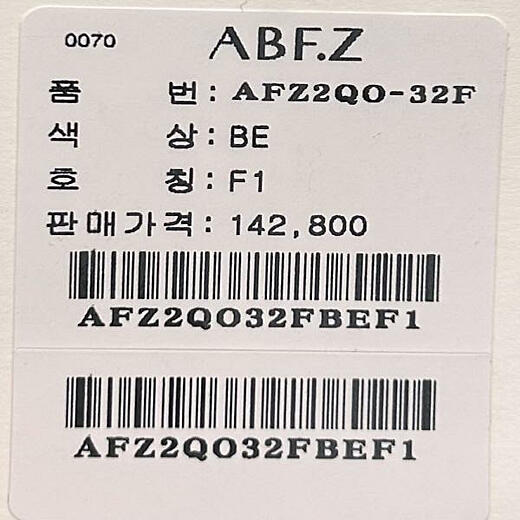 0070 ABF.Z
품 번 : AFZ2QO-32F
색 상 : BE
호 칭 : F1
판매가격 : 142,800
AFZ2QO32FBEF1
AFZ2QO32FBEF1